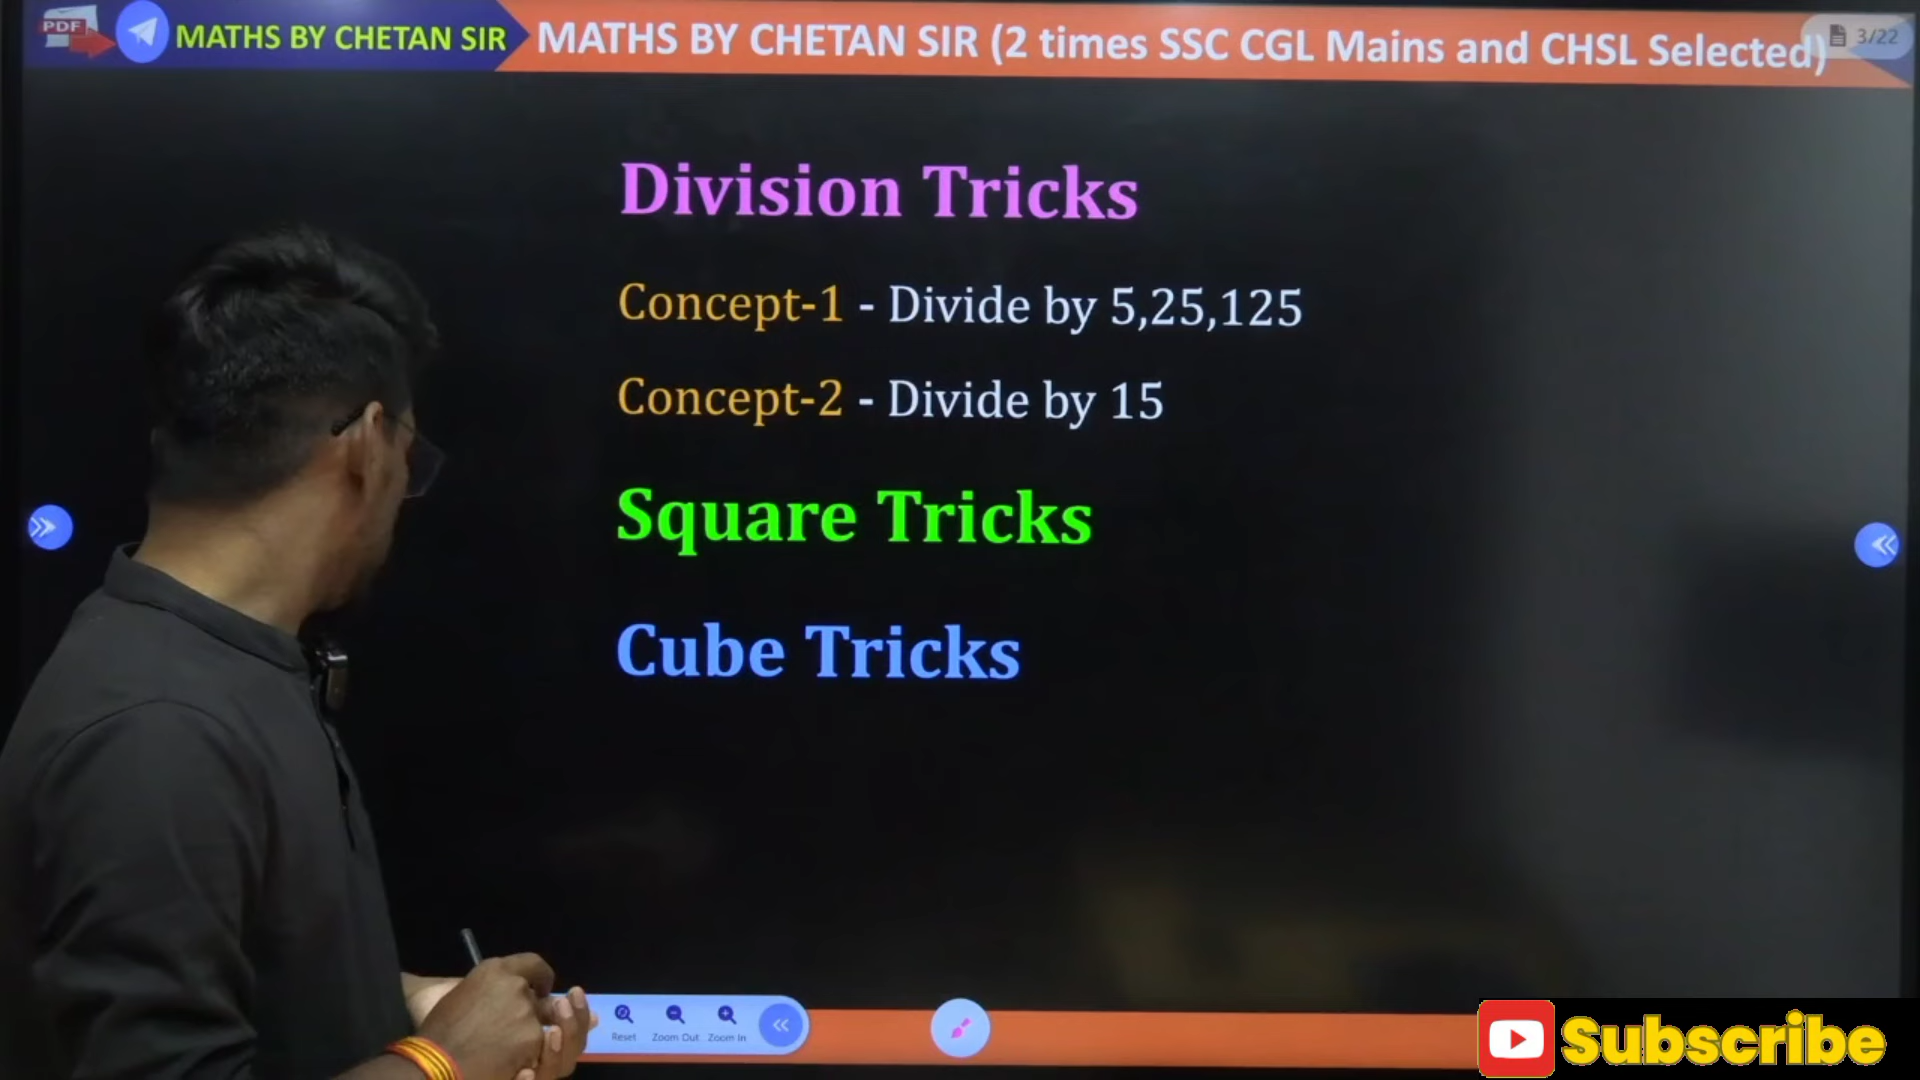 PDF
MATHS BY CHETAN SIR
MATHS BY CHETAN SIR (2 times SSC CGL Mains and CHSL Selected)
3/22
Division Tricks
Concept-1 - Divide by 5,25,125
Concept-2 - Divide by 15
Square Tricks
Cube Tricks
Reset
Zoom Out
Zoom In
Subscribe